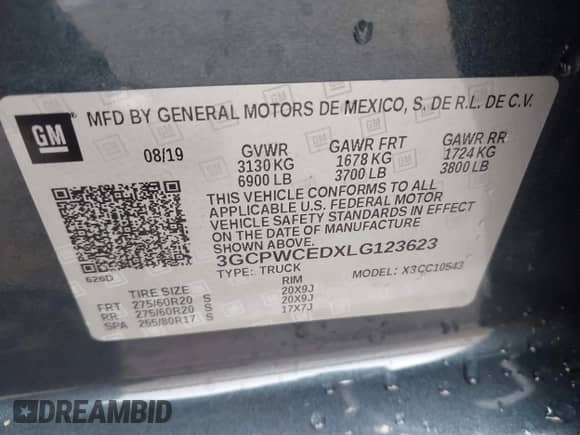 GM
MFD BY GENERAL MOTORS DE MEXICO, S. DE R.L. DE C.V.
08/19 GVWR GAWR FRT GAWR RR
3130 KG 1678 KG 1724 KG
6900 LB 3700 LB 3800 LB
THIS VEHICLE CONFORMS TO ALL
APPLICABLE U.S. FEDERAL MOTOR
VEHICLE SAFETY STANDARDS IN EFFECT
ON THE DATE OF MANUFACTURE
SHOWN ABOVE.
3GCPWCEDXLG123623
626D TYPE: TRUCK MODEL: X3CC10543
TIRE SIZE RIM
FRT 275/60R20 S 20X9J
RR 275/60R20 S 20X9J
SPA 255/80R17 S 17X7J
DREAMBID